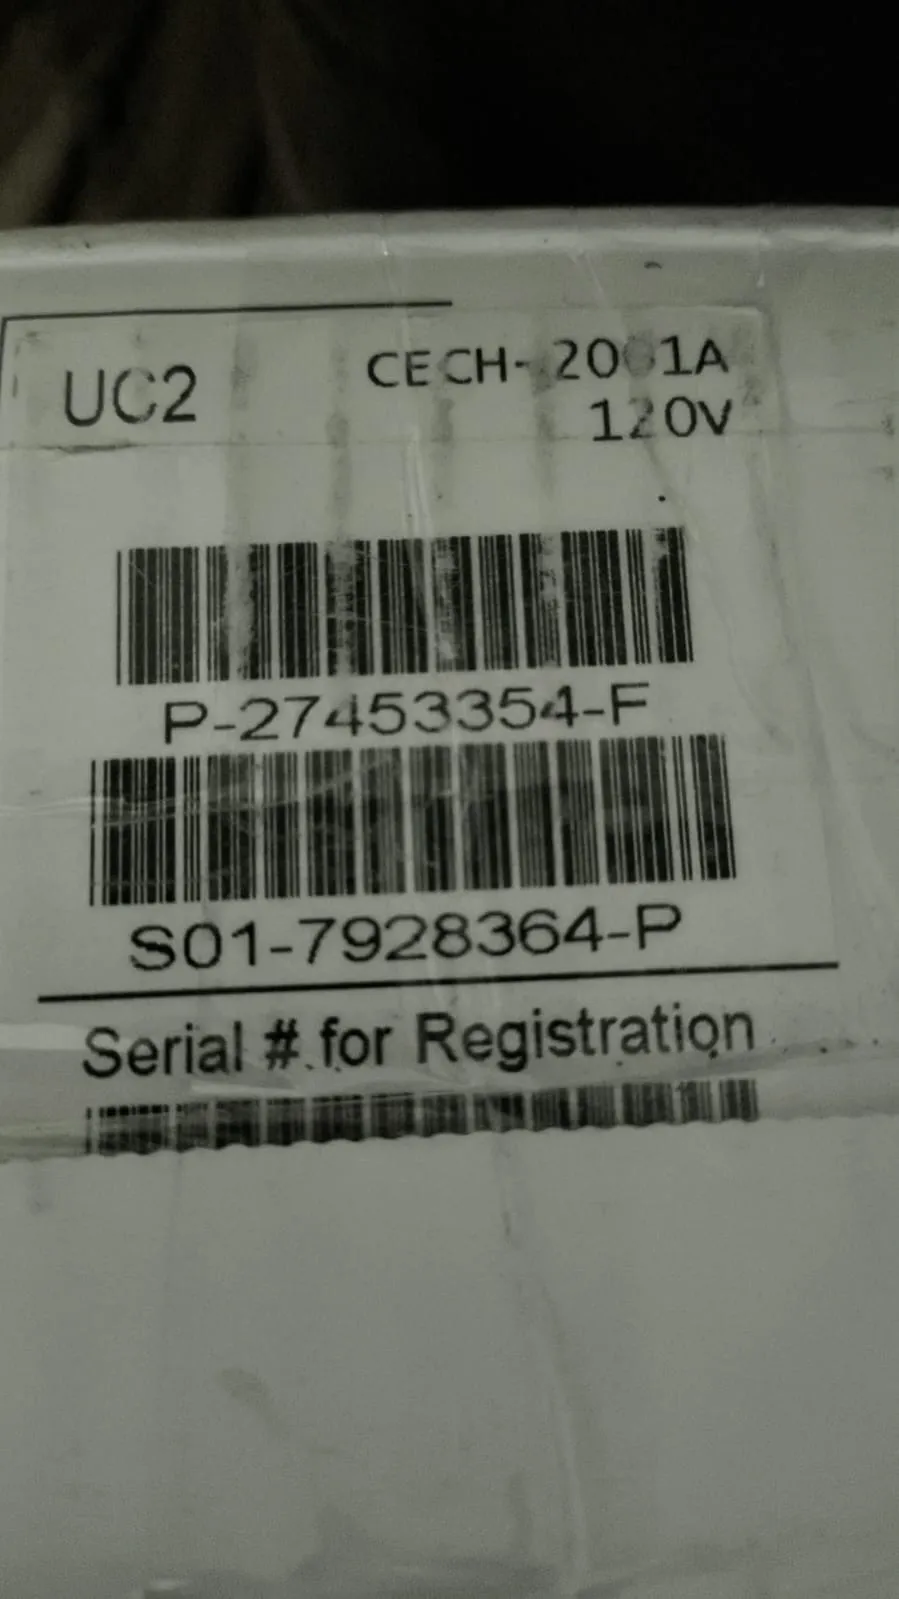 UC2
CECH-2001A
120V
P-27453354-F
S01-7928364-P
Serial # for Registration